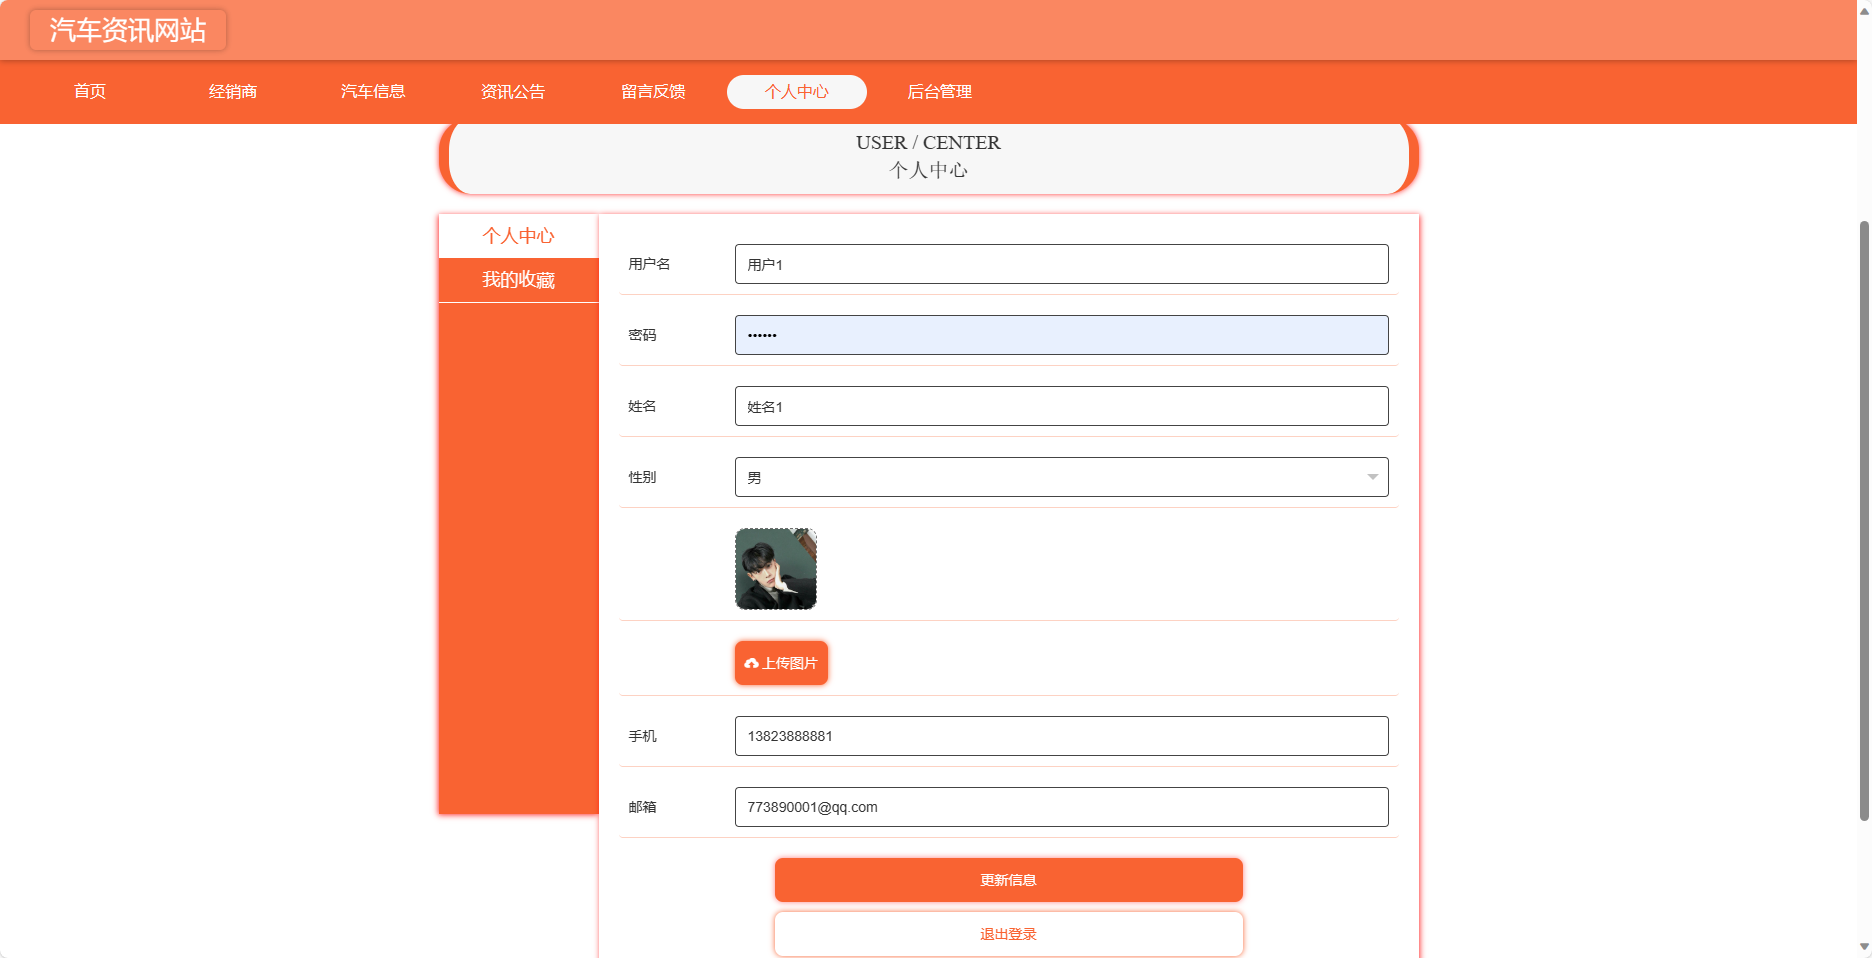 汽车资讯网站
首页 经销商 汽车信息 资讯公告 留言反馈 个人中心 后台管理
USER / CENTER
个人中心
个人中心
我的收藏
用户名 用户1
密码 ••••••
姓名 姓名1
性别 男
上传图片
手机 13823888881
邮箱 773890001@qq.com
更新信息
退出登录